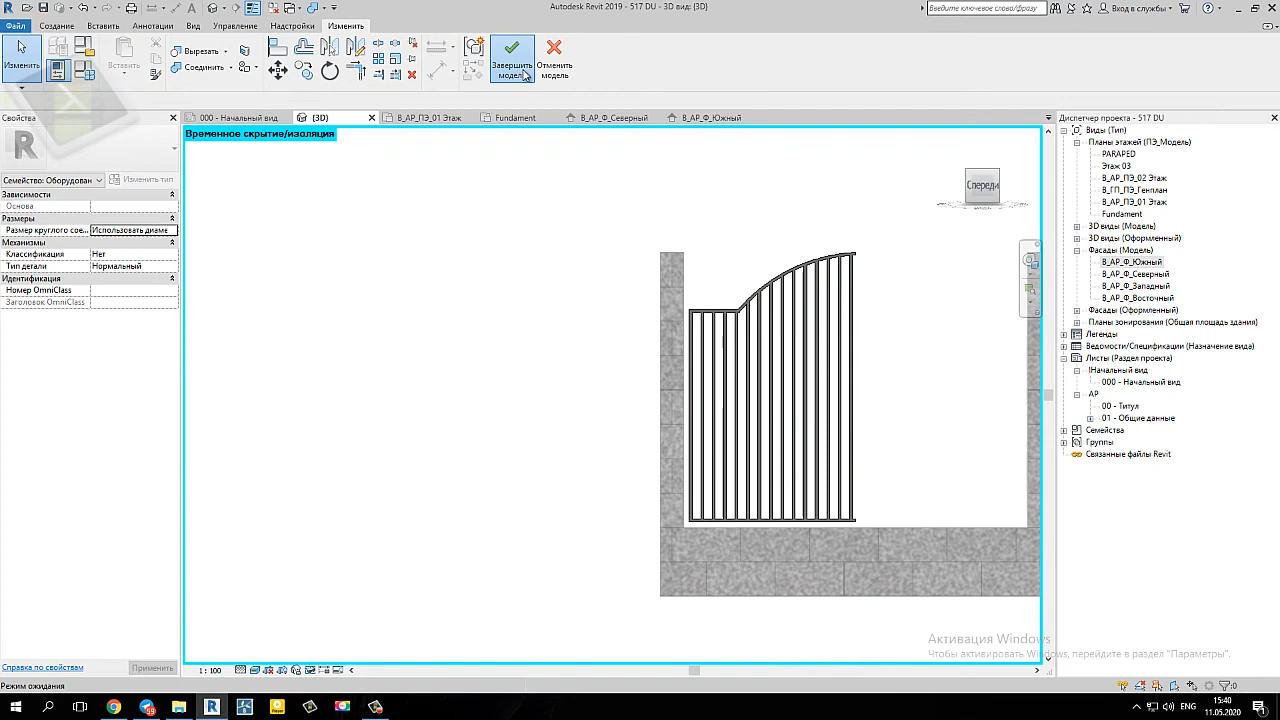 Autodesk Revit 2019 - 517 DU - 3D вид: {3D}
Введите ключевое слово/фразу
Вход в службы
Файл Создание Вставить Аннотации Вид Управление Надстройки Изменить
Изменить
Вставить
Вырезать
Соединить
Завершить модель
Отменить модель
Свойства
000 - Начальный вид
{3D}
В_АР_ПЭ_01 Этаж
Fundament
В_АР_Ф_Северный
В_АР_Ф_Южный
Диспетчер проекта - 517 DU
Временное скрытие/изоляция
Спереди
Семейство: Оборудован
Изменить тип
Зависимости
Основа
Размеры
Размер круглого сое... Использовать диаме
Механизмы
Классификация Нет
Тип детали Нормальный
Идентификация
Номер OmniClass
Заголовок OmniClass
Виды (Тип)
Планы этажей (ПЭ_Модель)
PARAPED
Этаж 03
В_АР_ПЭ_02 Этаж
В_ГП_ПЭ_Генплан
В_АР_ПЭ_01 Этаж
Fundament
3D виды (Модель)
3D виды (Оформленный)
Фасады (Модель)
В_АР_Ф_Южный
В_АР_Ф_Северный
В_АР_Ф_Западный
В_АР_Ф_Восточный
Фасады (Оформленный)
Планы зонирования (Общая площадь здания)
Легенды
Ведомости/Спецификации (Назначение вида)
Листы (Раздел проекта)
!Начальный вид
000 - Начальный вид
АР
00 - Титул
01 - Общие данные
Семейства
Группы
Связанные файлы Revit
Активация Windows
Чтобы активировать Windows, перейдите в раздел "Параметры".
Справка по свойствам
Применить
1 : 100
Режим ожидания
:0
РУС
15:40
11.05.2020